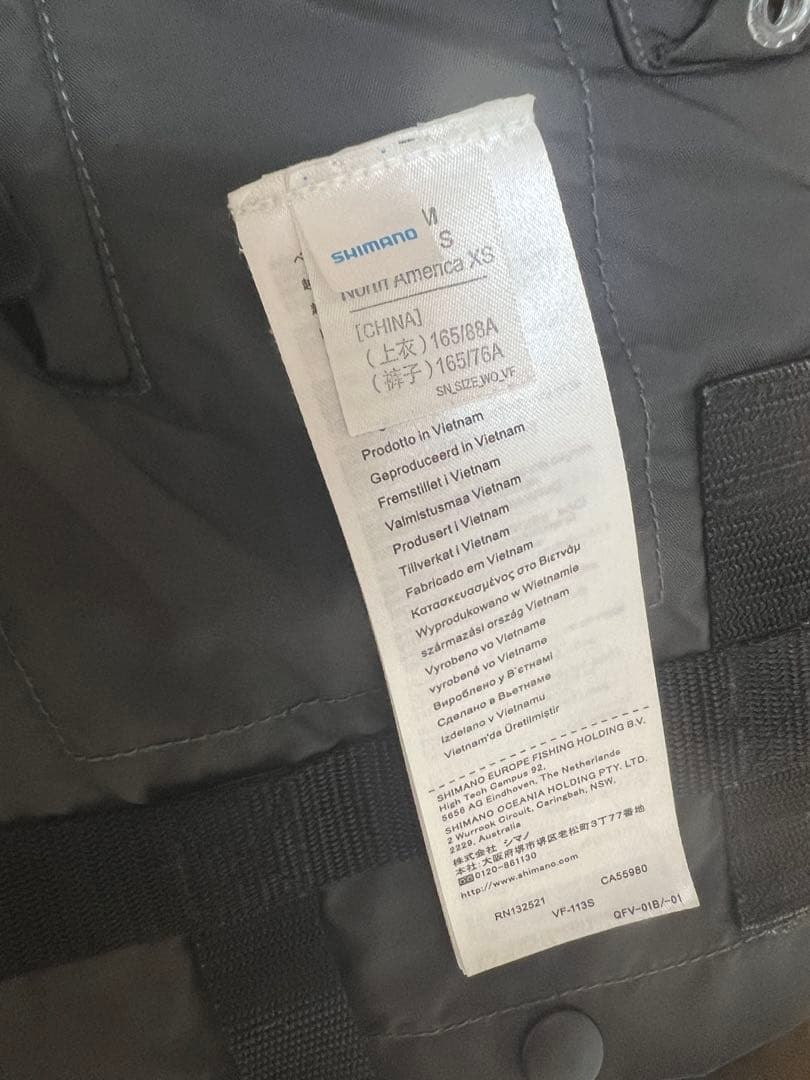 SHIMANO
M
S
North America XS
[CHINA]
(上衣)165/88A
(裤子)165/76A
SN_SIZE_WO_VF
Prodotto in Vietnam
Geproduceerd in Vietnam
Fremstillet i Vietnam
Valmistusmaa Vietnam
Produsert i Vietnam
Tillverkat i Vietnam
Fabricado em Vietnam
Κατασκευασμένος στο Βιετνάμ
Wyprodukowano w Wietnamie
származási ország Vietnam
Vyrobeno vo Vietname
vyrobené vo Vietname
Вироблено у В'єтнамі
Сделано в Вьетнаме
Izdelano v Vietnamu
Vietnam'da Üretilmiştir
SHIMANO EUROPE FISHING HOLDING B.V.
High Tech Campus 92,
5656 AG Eindhoven, The Netherlands
SHIMANO OCEANIA HOLDING PTY. LTD.
2 Wurrook Circuit, Caringbah, NSW,
2229, Australia
株式会社 シマノ
本社:大阪府堺市堺区老松町3丁77番地
0120-861130
http://www.shimano.com
RN132521 CA55980
VF-113S QFV-01B/-01